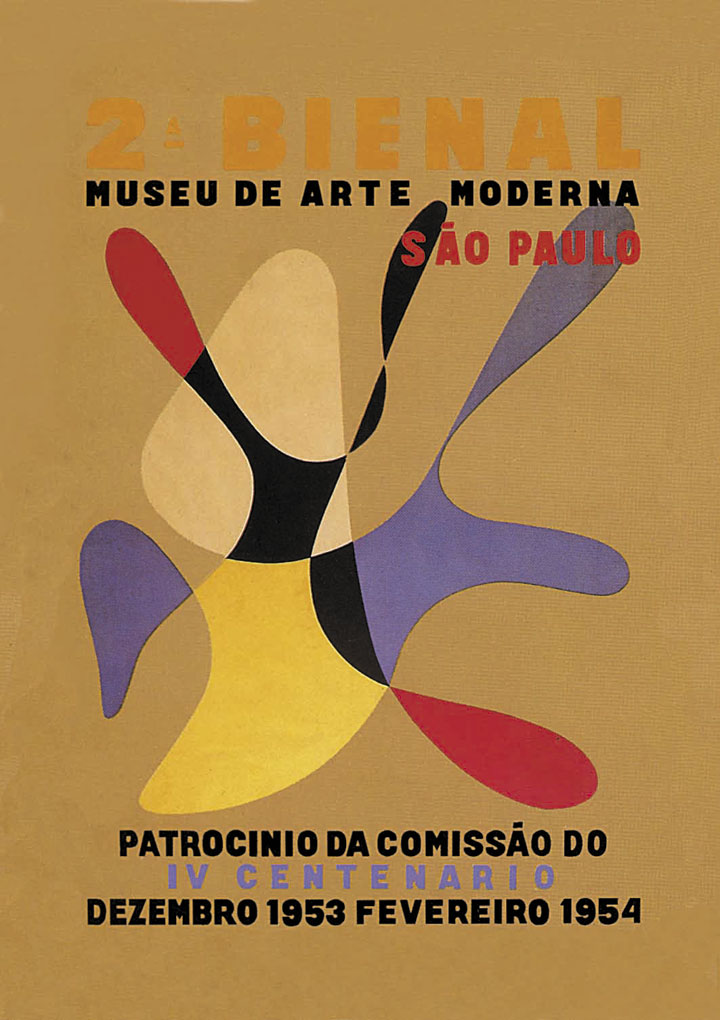 2ª BIENAL
MUSEU DE ARTE MODERNA
SÃO PAULO
PATROCINIO DA COMISSÃO DO
IV CENTENARIO
DEZEMBRO 1953 FEVEREIRO 1954